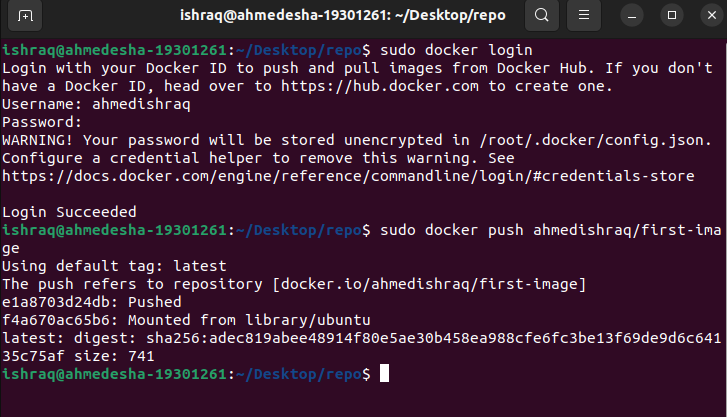 ishraq@ahmedesha-19301261: ~/Desktop/repo
ishraq@ahmedesha-19301261:~/Desktop/repo$ sudo docker login
Login with your Docker ID to push and pull images from Docker Hub. If you don't
have a Docker ID, head over to https://hub.docker.com to create one.
Username: ahmedishraq
Password:
WARNING! Your password will be stored unencrypted in /root/.docker/config.json.
Configure a credential helper to remove this warning. See
https://docs.docker.com/engine/reference/commandline/login/#credentials-store
Login Succeeded
ishraq@ahmedesha-19301261:~/Desktop/repo$ sudo docker push ahmedishraq/first-ima
ge
Using default tag: latest
The push refers to repository [docker.io/ahmedishraq/first-image]
e1a8703d24db: Pushed
f4a670ac65b6: Mounted from library/ubuntu
latest: digest: sha256:adec819abee48914f80e5ae30b458ea988cfe6fc3be13f69de9d6c641
35c75af size: 741
ishraq@ahmedesha-19301261:~/Desktop/repo$